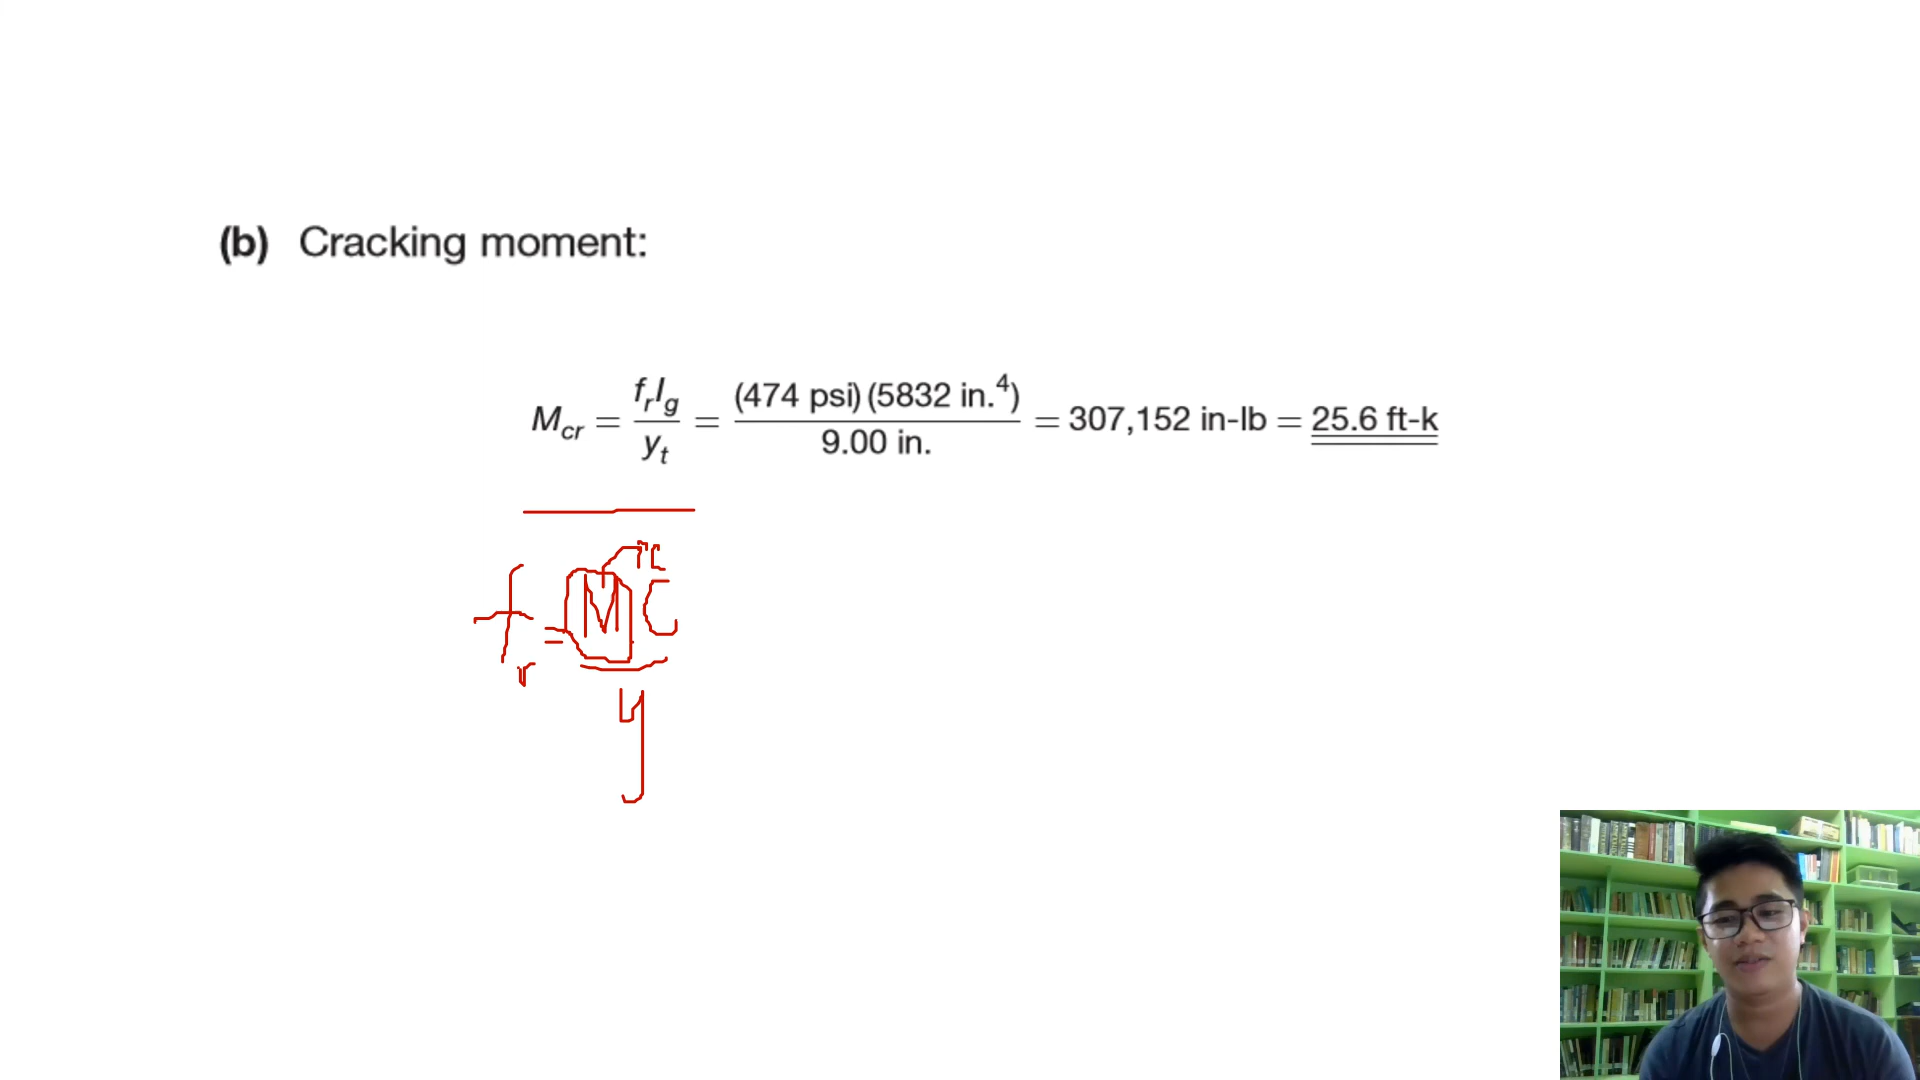 (b) Cracking moment:
M_cr = f_r I_g / y_t = (474 psi) (5832 in.⁴) / 9.00 in. = 307,152 in-lb = 25.6 ft-k
f_r = M C / y